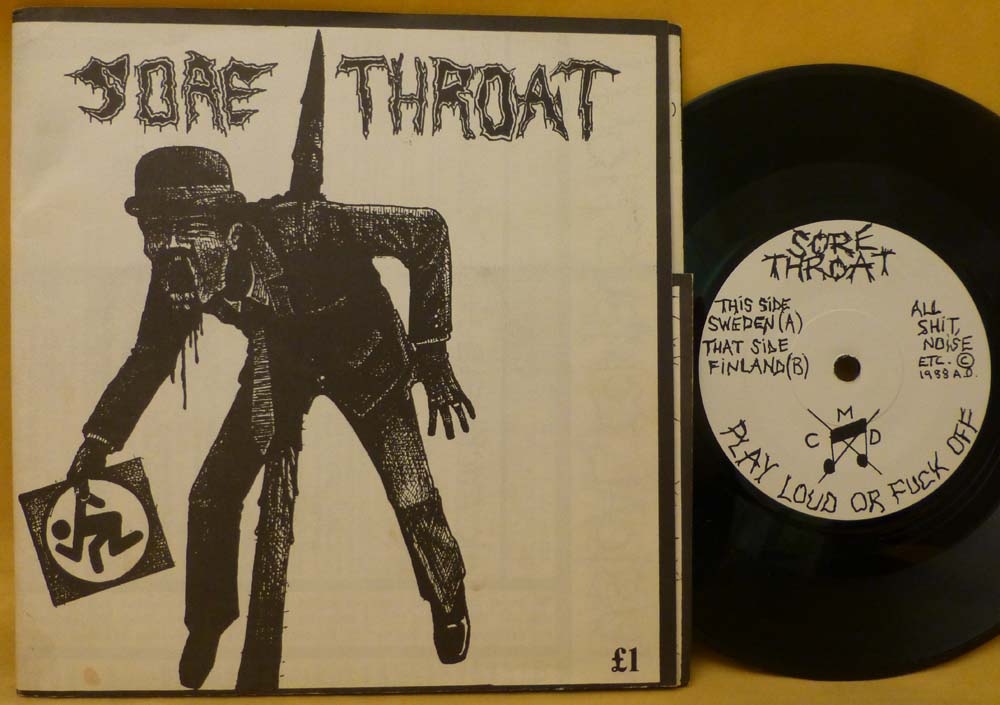 SORE THROAT
£1
SORE
THROAT
THIS SIDE
SWEDEN (A)
THAT SIDE
FINLAND (B)
ALL
SHIT,
NOISE
ETC. ©
1988 A.D.
C M D
PLAY LOUD OR FUCK OFF